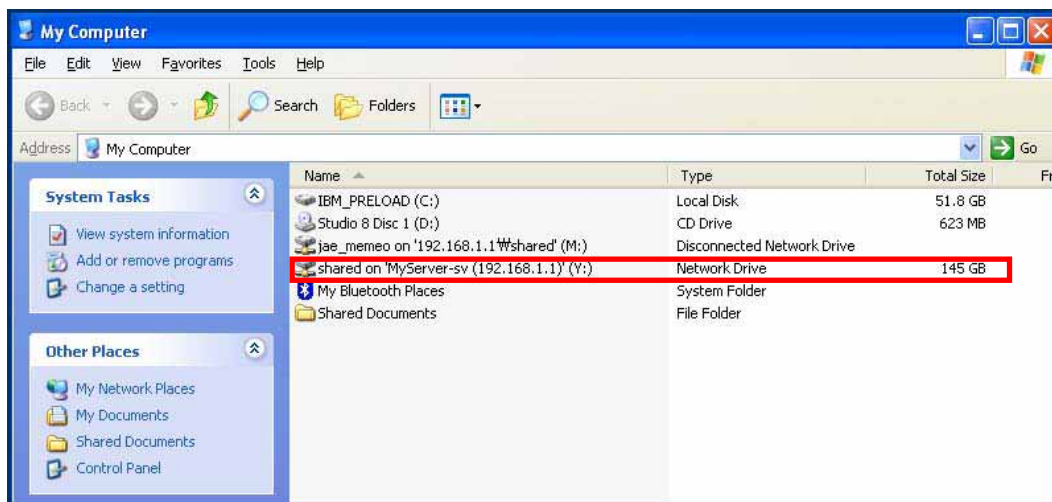 My Computer
File Edit View Favorites Tools Help
Back Search Folders
Address My Computer Go
Name Type Total Size Fr
System Tasks
View system information
Add or remove programs
Change a setting
Other Places
My Network Places
My Documents
Shared Documents
Control Panel
IBM_PRELOAD (C:) Local Disk 51.8 GB
Studio 8 Disc 1 (D:) CD Drive 623 MB
jae_memeo on '192.168.1.1₩shared' (M:) Disconnected Network Drive
shared on 'MyServer-sv (192.168.1.1)' (Y:) Network Drive 145 GB
My Bluetooth Places System Folder
Shared Documents File Folder